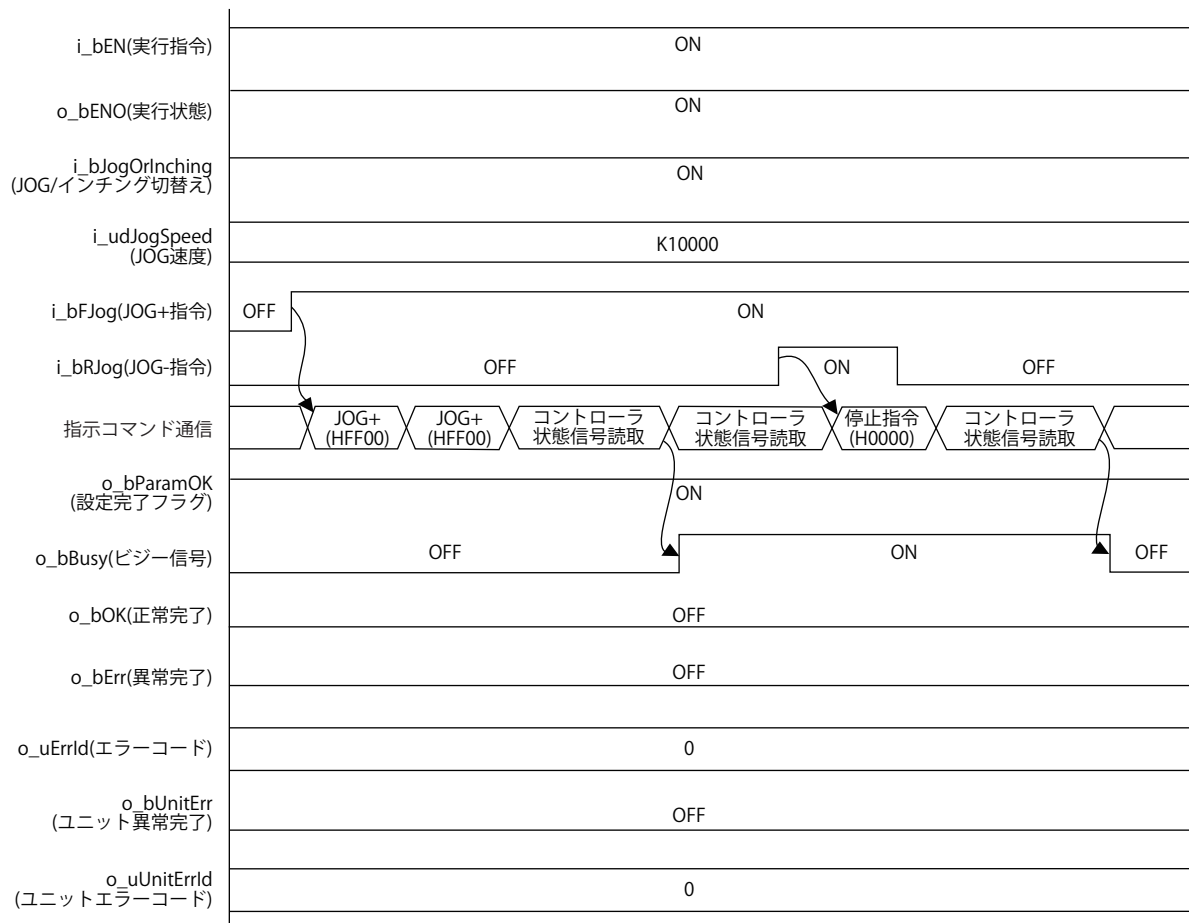 i_bEN(実行指令)
ON
o_bENO(実行状態)
ON
i_bJogOrInching
(JOG/インチング切替え)
ON
i_udJogSpeed
(JOG速度)
K10000
i_bFJog(JOG+指令)
OFF
ON
i_bRJog(JOG-指令)
OFF
ON
OFF
指示コマンド通信
JOG+
(HFF00)
JOG+
(HFF00)
コントローラ
状態信号読取
コントローラ
状態信号読取
停止指令
(H0000)
コントローラ
状態信号読取
o_bParamOK
(設定完了フラグ)
ON
o_bBusy(ビジー信号)
OFF
ON
OFF
o_bOK(正常完了)
OFF
o_bErr(異常完了)
OFF
o_uErrId(エラーコード)
0
o_bUnitErr
(ユニット異常完了)
OFF
o_uUnitErrId
(ユニットエラーコード)
0